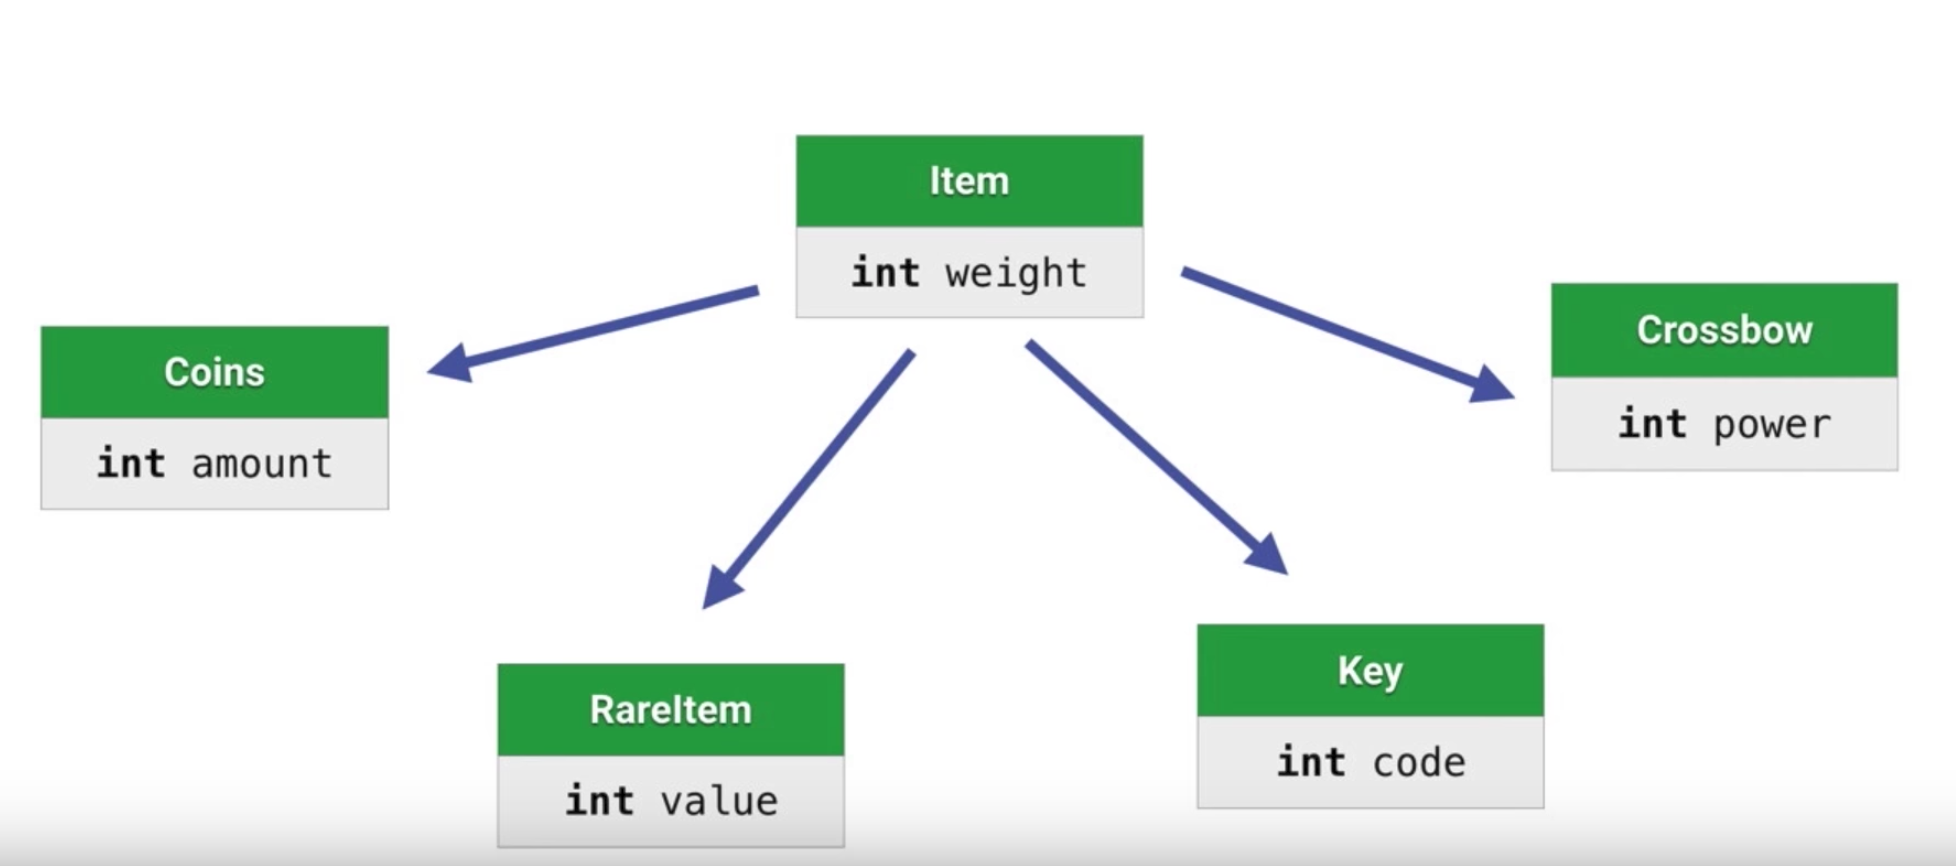 Item
int weight
Coins
int amount
Crossbow
int power
RareItem
int value
Key
int code